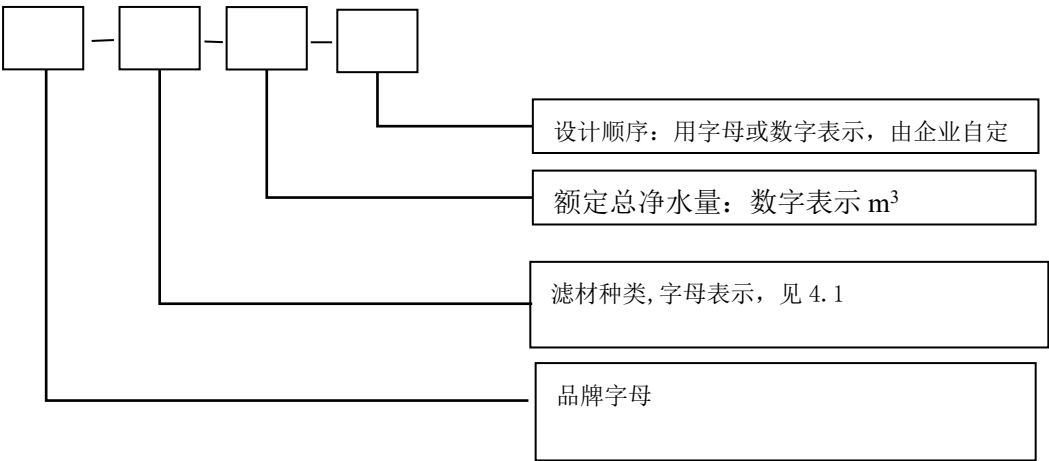 设计顺序：用字母或数字表示，由企业自定
额定总净水量：数字表示 m³
滤材种类,字母表示，见 4.1
品牌字母